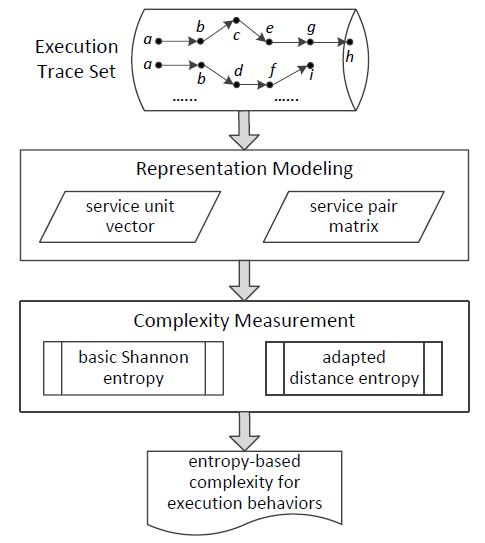 Execution
Trace Set
a b c e g h
a b d f i
...... ......
Representation Modeling
service unit
vector
service pair
matrix
Complexity Measurement
basic Shannon
entropy
adapted
distance entropy
entropy-based
complexity for
execution behaviors